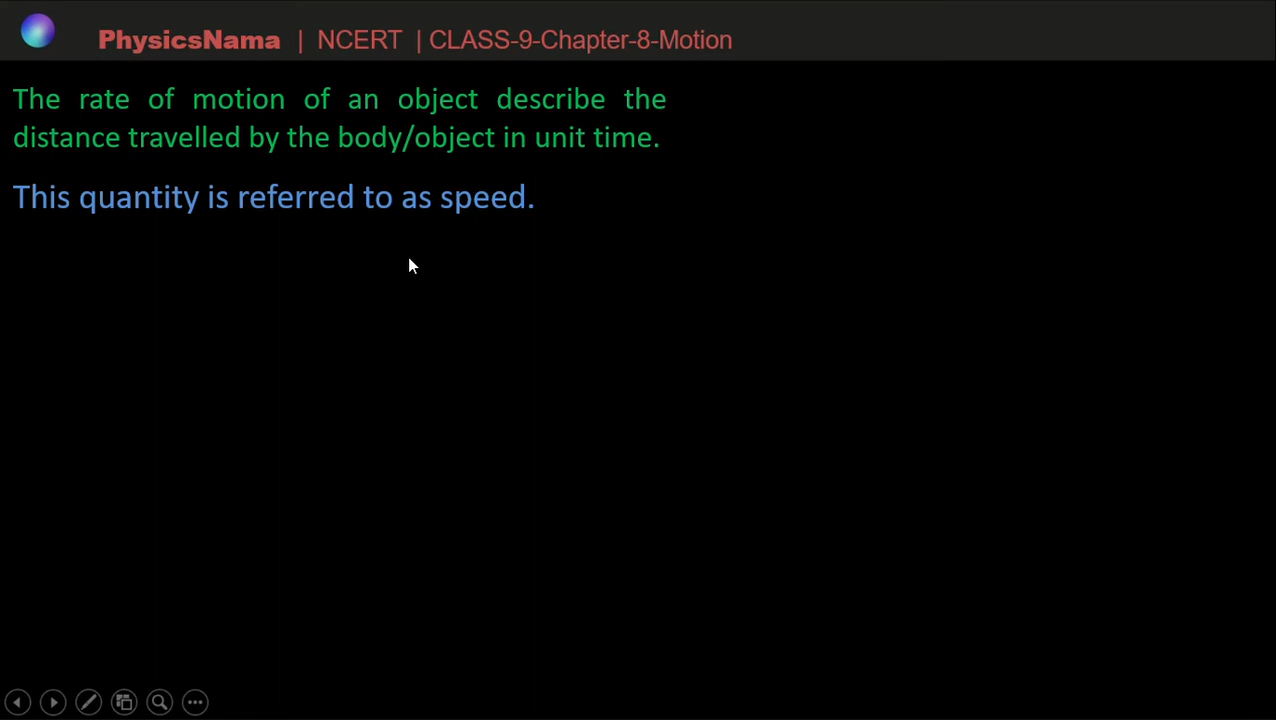 PhysicsNama | NCERT | CLASS-9-Chapter-8-Motion
The rate of motion of an object describe the
distance travelled by the body/object in unit time.
This quantity is referred to as speed.